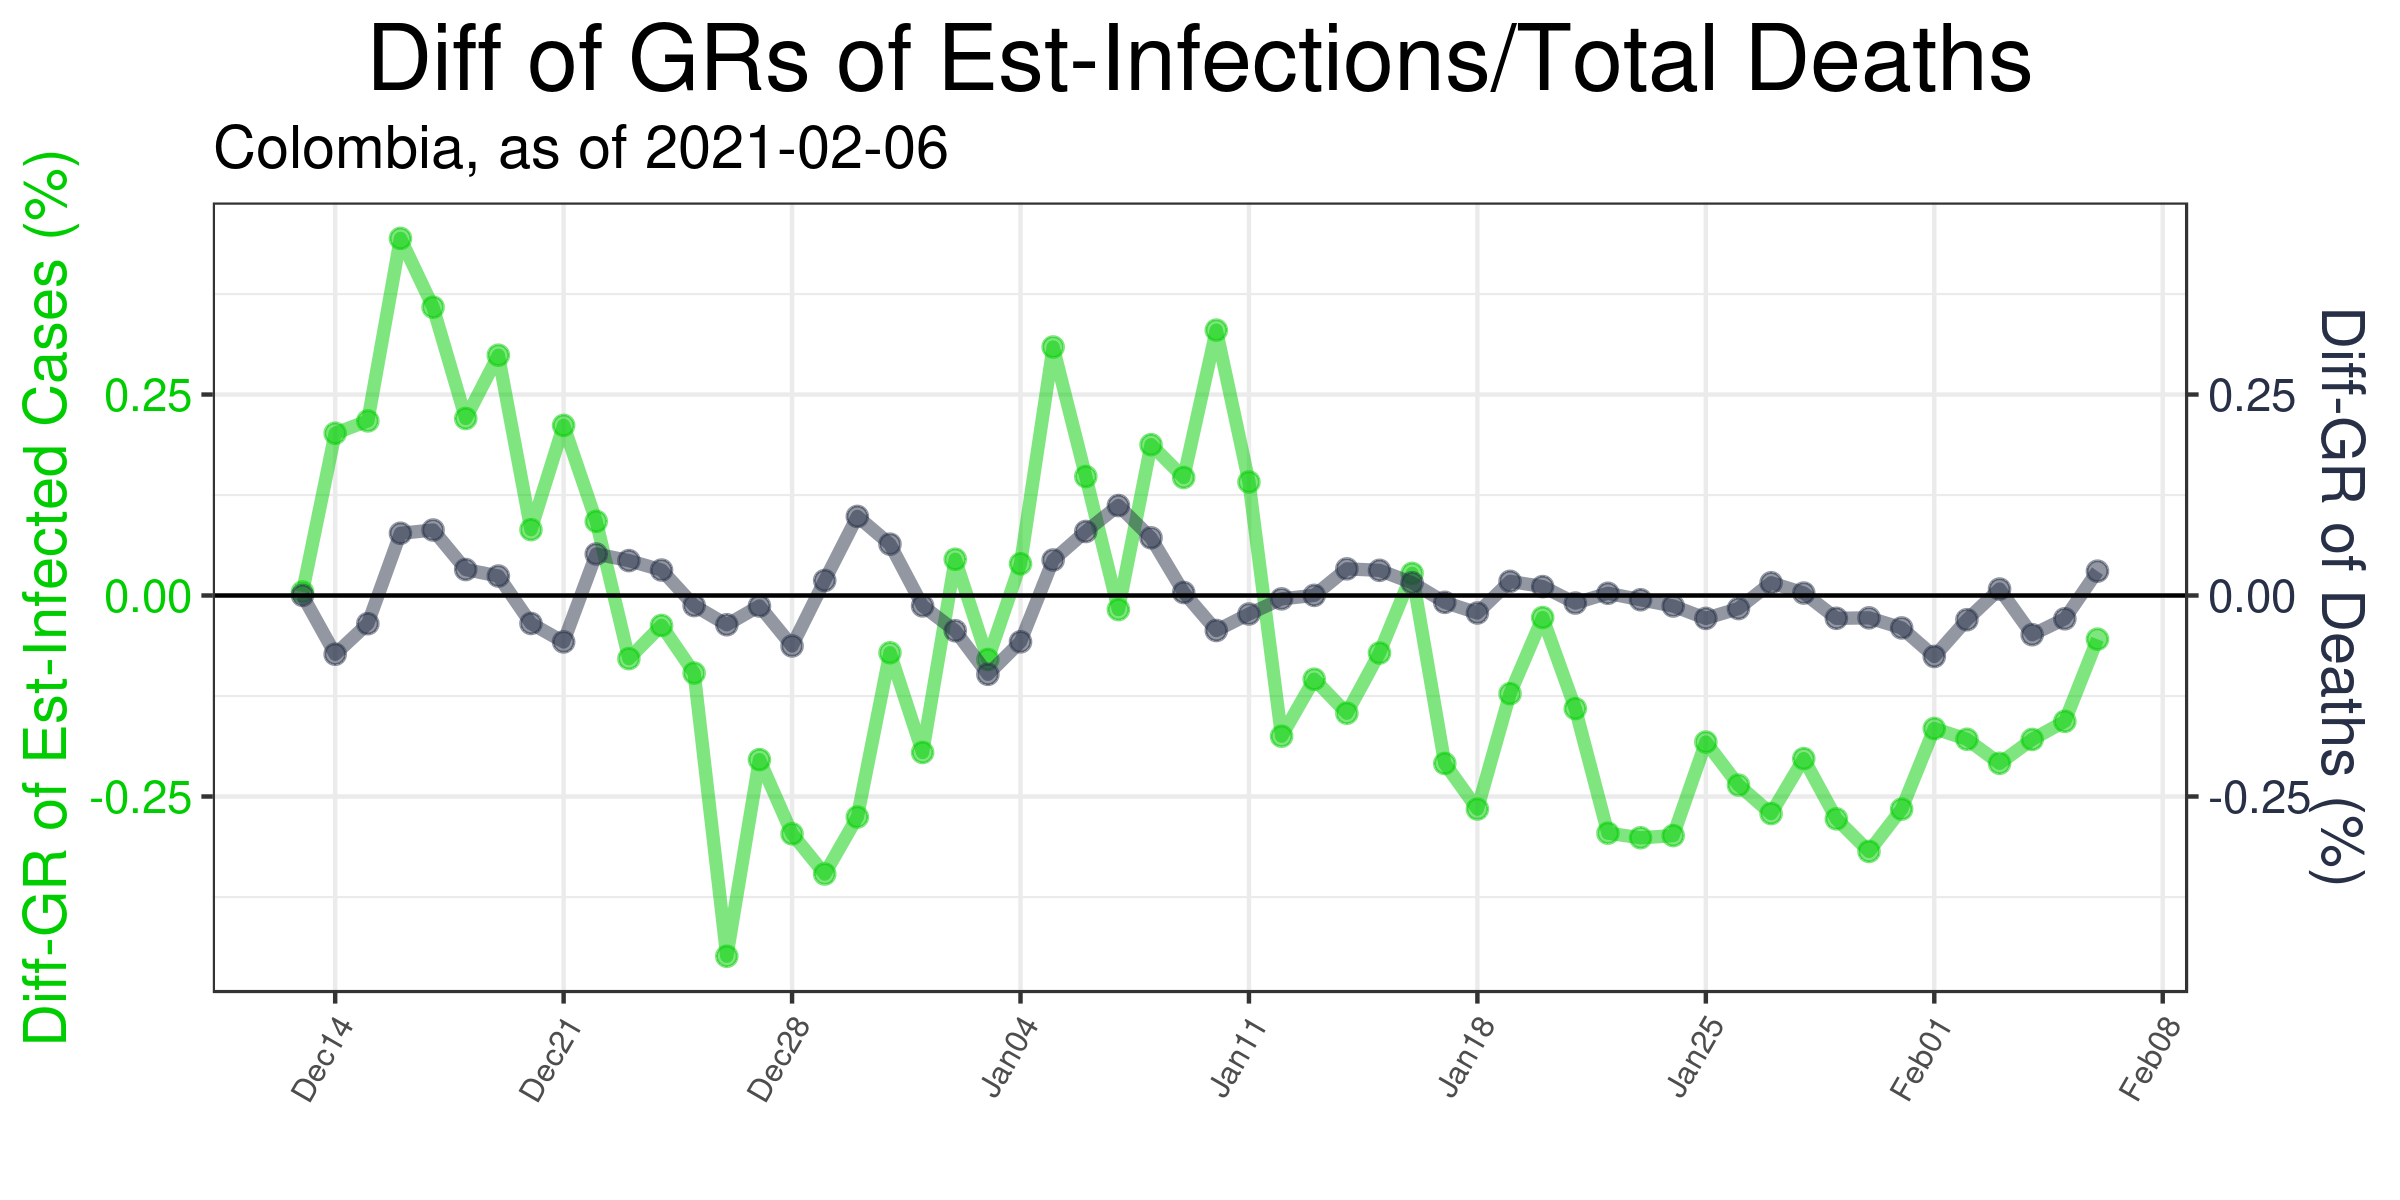 Diff of GRs of Est-Infections/Total Deaths
Colombia, as of 2021-02-06
Diff-GR of Est-Infected Cases (%)
0.25
0.00
-0.25
0.25
0.00
-0.25
Diff-GR of Deaths (%)
Dec14
Dec21
Dec28
Jan04
Jan11
Jan18
Jan25
Feb01
Feb08